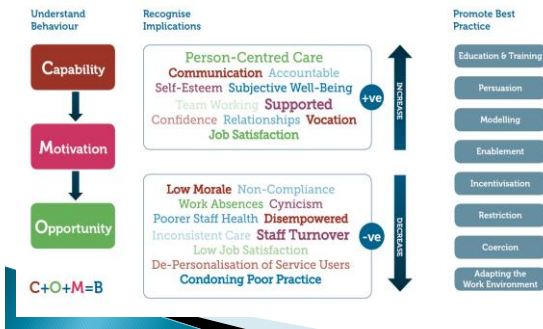 Understand
Behaviour
Capability
Motivation
Opportunity
C+O+M=B
Recognise
Implications
Person-Centred Care
Communication Accountable
Self-Esteem Subjective Well-Being
Team Working Supported
Confidence Relationships Vocation
Job Satisfaction
+ve
INCREASE
Low Morale Non-Compliance
Work Absences Cynicism
Poorer Staff Health Disempowered
Inconsistent Care Staff Turnover
Low Job Satisfaction
De-Personalisation of Service Users
Condoning Poor Practice
-ve
DECREASE
Promote Best
Practice
Education & Training
Persuasion
Modelling
Enablement
Incentivisation
Restriction
Coercion
Adapting the
Work Environment